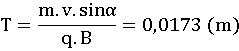 T = m.v.sinα / q.B = 0,0173 (m)